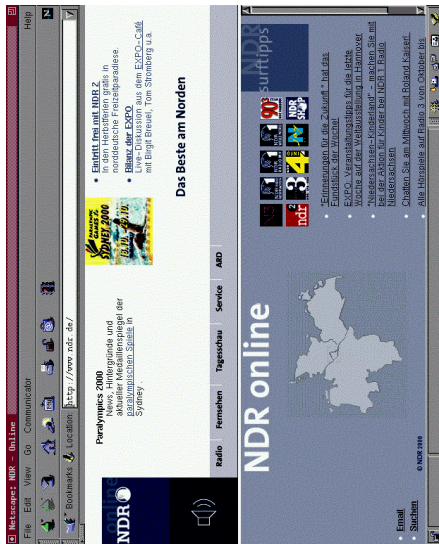 Netscape: NDR - Online
File Edit View Go Communicator Help
Bookmarks Location: http://www.ndr.de/
online
NDR
Paralympics 2000
News, Hintergründe und
aktueller Medaillenspiegel der
paralympischen Spiele in
Sydney
PARALYMPIC
GAMES
SYDNEY 2000
• Eintritt frei mit NDR 2
In den Herbstferien gratis in
norddeutsche Freizeitparadiese.
• Bilanz der EXPO
Live-Diskussion aus dem EXPO-Café
mit Birgit Breuel, Tom Stromberg u.a.
Das Beste am Norden
Radio Fernsehen Tagesschau Service ARD
NDR online
NDR
surftipps
• "Erinnerungen für die Zukunft" hat das
Fundstück der Woche!
• EXPO: Veranstaltungstipps für die letzte
Woche auf der Weltausstellung in Hannover
• "Niedersachsen-Kinderland" - machen Sie mit
bei der Aktion für Kinder bei NDR 1 Radio
Niedersachsen
• Chatten Sie am Mittwoch mit Roland Kaiser!
• Alle Hörspiele auf Radio 3 von Oktober bis
• Email
• Suchen
© NDR 2000